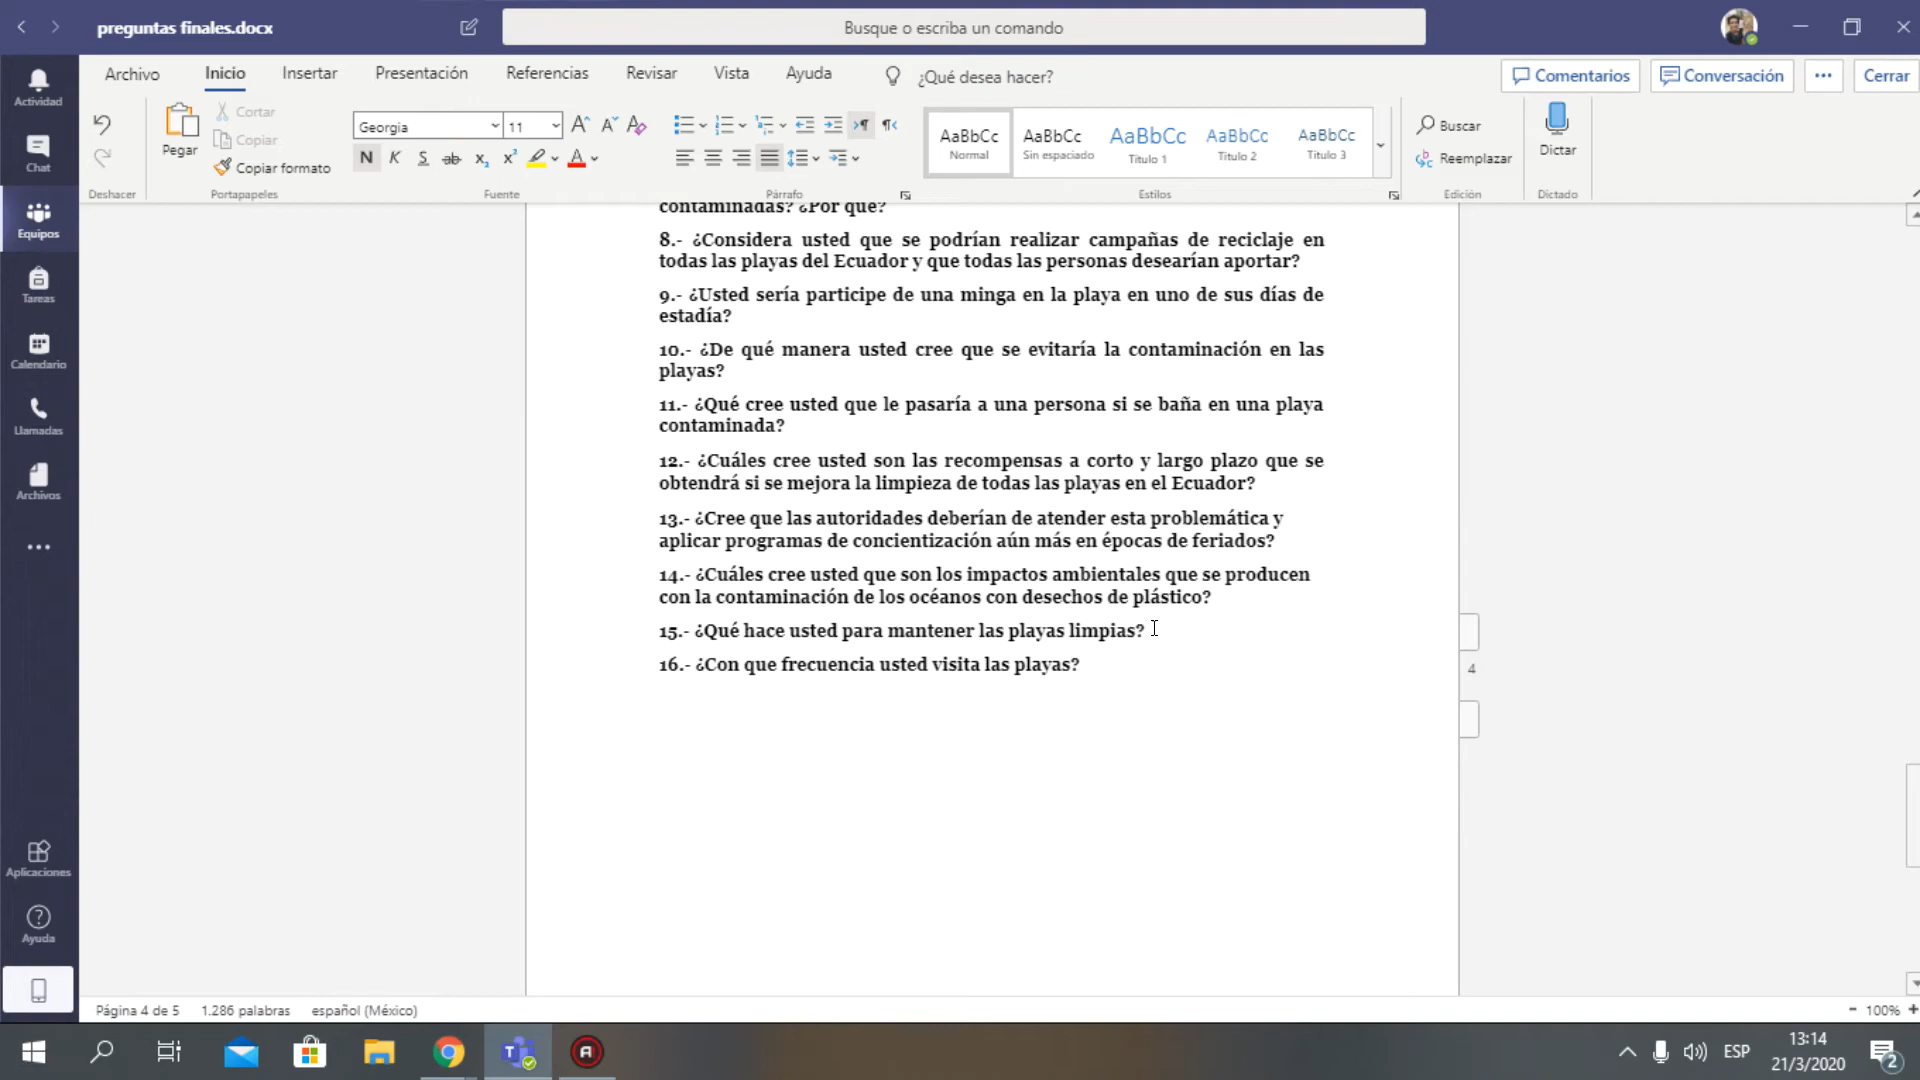 preguntas finales.docx
Busque o escriba un comando
Archivo Inicio Insertar Presentación Referencias Revisar Vista Ayuda ¿Qué desea hacer?
Comentarios Conversación ... Cerrar
Actividad
Chat
Equipos
Tareas
Calendario
Llamadas
Archivos
Aplicaciones
Ayuda
Pegar
Cortar
Copiar
Copiar formato
Georgia 11
N K S ab x, x²
AaBbCc AaBbCc AaBbCc AaBbCc AaBbCc
Normal Sin espaciado Título 1 Título 2 Título 3
Buscar
Reemplazar
Dictar
Deshacer Portapapeles Fuente Párrafo Estilos Edición Dictado
contaminadas? ¿Por qué?
8.- ¿Considera usted que se podrían realizar campañas de reciclaje en
todas las playas del Ecuador y que todas las personas desearían aportar?
9.- ¿Usted sería participe de una minga en la playa en uno de sus días de
estadía?
10.- ¿De qué manera usted cree que se evitaría la contaminación en las
playas?
11.- ¿Qué cree usted que le pasaría a una persona si se baña en una playa
contaminada?
12.- ¿Cuáles cree usted son las recompensas a corto y largo plazo que se
obtendrá si se mejora la limpieza de todas las playas en el Ecuador?
13.- ¿Cree que las autoridades deberían de atender esta problemática y
aplicar programas de concientización aún más en épocas de feriados?
14.- ¿Cuáles cree usted que son los impactos ambientales que se producen
con la contaminación de los océanos con desechos de plástico?
15.- ¿Qué hace usted para mantener las playas limpias?
16.- ¿Con que frecuencia usted visita las playas?
4
Página 4 de 5 1.286 palabras español (México)
- 100% +
ESP
13:14
21/3/2020
2